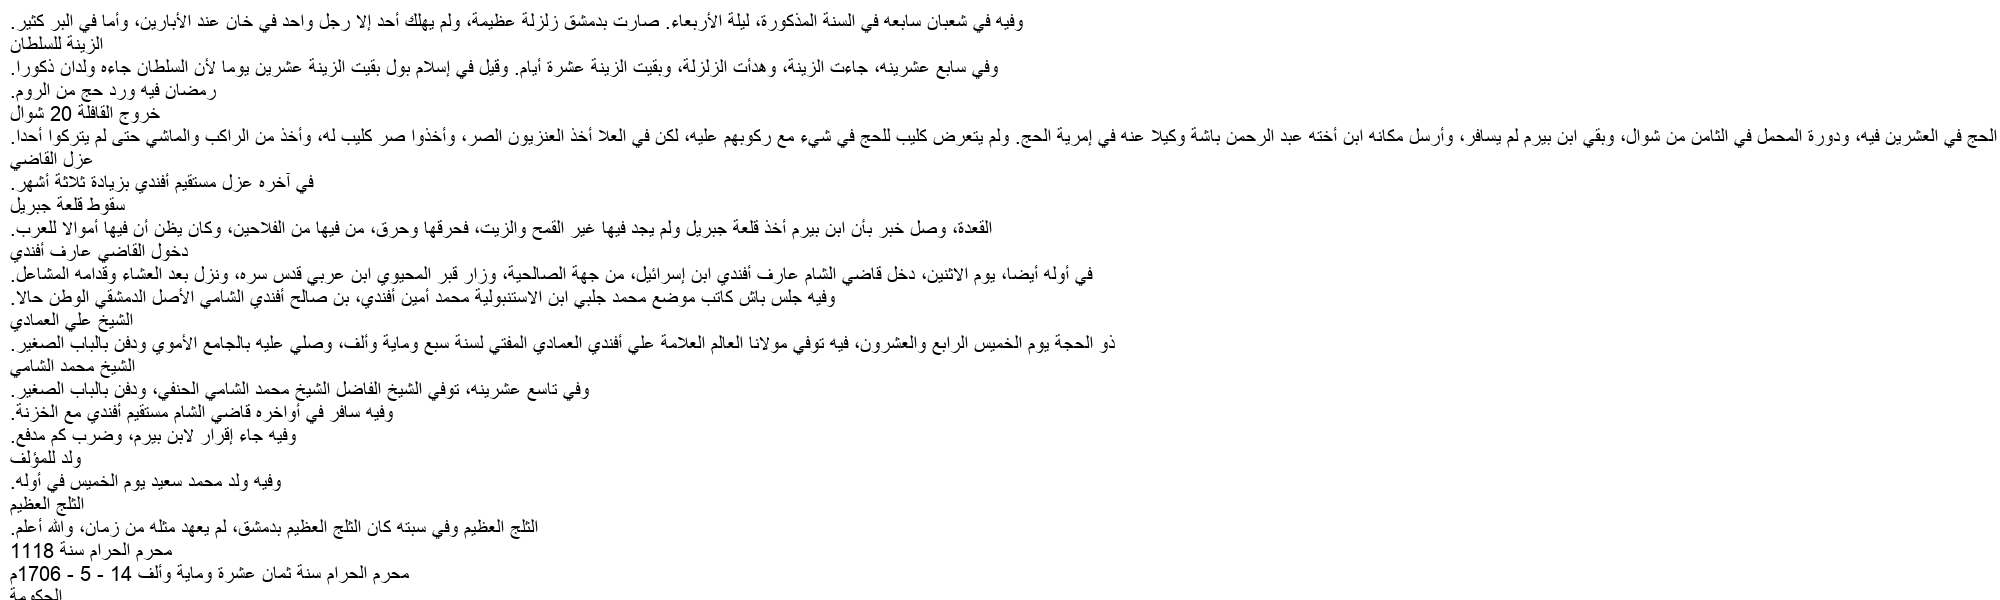 وفيه في شعبان سابعه في السنة المذكورة، ليلة الأربعاء. صارت بدمشق زلزلة عظيمة، ولم يهلك أحد إلا رجل واحد في خان عند الأبارين، وأما في البر كثير.
الزينة للسلطان
وفي سابع عشرينه، جاءت الزينة، وهدأت الزلزلة، وبقيت الزينة عشرة أيام. وقيل في إسلام بول بقيت الزينة عشرين يوما لأن السلطان جاءه ولدان ذكورا.
رمضان فيه ورد حج من الروم.
خروج القافلة 20 شوال
الحج في العشرين فيه، ودورة المحمل في الثامن من شوال، وبقي ابن بيرم لم يسافر، وأرسل مكانه ابن أخته عبد الرحمن باشة وكيلا عنه في إمرية الحج. ولم يتعرض كليب للحج في شيء مع ركوبهم عليه، لكن في العلا أخذ العنزيون الصر، وأخذوا صر كليب له، وأخذ من الراكب والماشي حتى لم يتركوا أحدا.
عزل القاضي
في آخره عزل مستقيم أفندي بزيادة ثلاثة أشهر.
سقوط قلعة جبريل
القعدة، وصل خبر بأن ابن بيرم أخذ قلعة جبريل ولم يجد فيها غير القمح والزيت، فحرقها وحرق، من فيها من الفلاحين، وكان يظن أن فيها أموالا للعرب.
دخول القاضي عارف أفندي
في أوله أيضا، يوم الاثنين، دخل قاضي الشام عارف أفندي ابن إسرائيل، من جهة الصالحية، وزار قبر المحيوي ابن عربي قدس سره، ونزل بعد العشاء وقدامه المشاعل.
وفيه جلس باش كاتب موضع محمد جلبي ابن الاستنبولية محمد أمين أفندي، بن صالح أفندي الشامي الأصل الدمشقي الوطن حالا.
الشيخ علي العمادي
ذو الحجة يوم الخميس الرابع والعشرون، فيه توفي مولانا العالم العلامة علي أفندي العمادي المفتي لسنة سبع وماية وألف، وصلي عليه بالجامع الأموي ودفن بالباب الصغير.
الشيخ محمد الشامي
وفي تاسع عشرينه، توفي الشيخ الفاضل الشيخ محمد الشامي الحنفي، ودفن بالباب الصغير.
وفيه سافر في أواخره قاضي الشام مستقيم أفندي مع الخزنة.
وفيه جاء إقرار لابن بيرم، وضرب كم مدفع.
ولد للمؤلف
وفيه ولد محمد سعيد يوم الخميس في أوله.
الثلج العظيم
الثلج العظيم وفي سبته كان الثلج العظيم بدمشق، لم يعهد مثله من زمان، والله أعلم.
محرم الحرام سنة 1118
محرم الحرام سنة ثمان عشرة وماية وألف 14 - 5 - 1706م
الحكومة